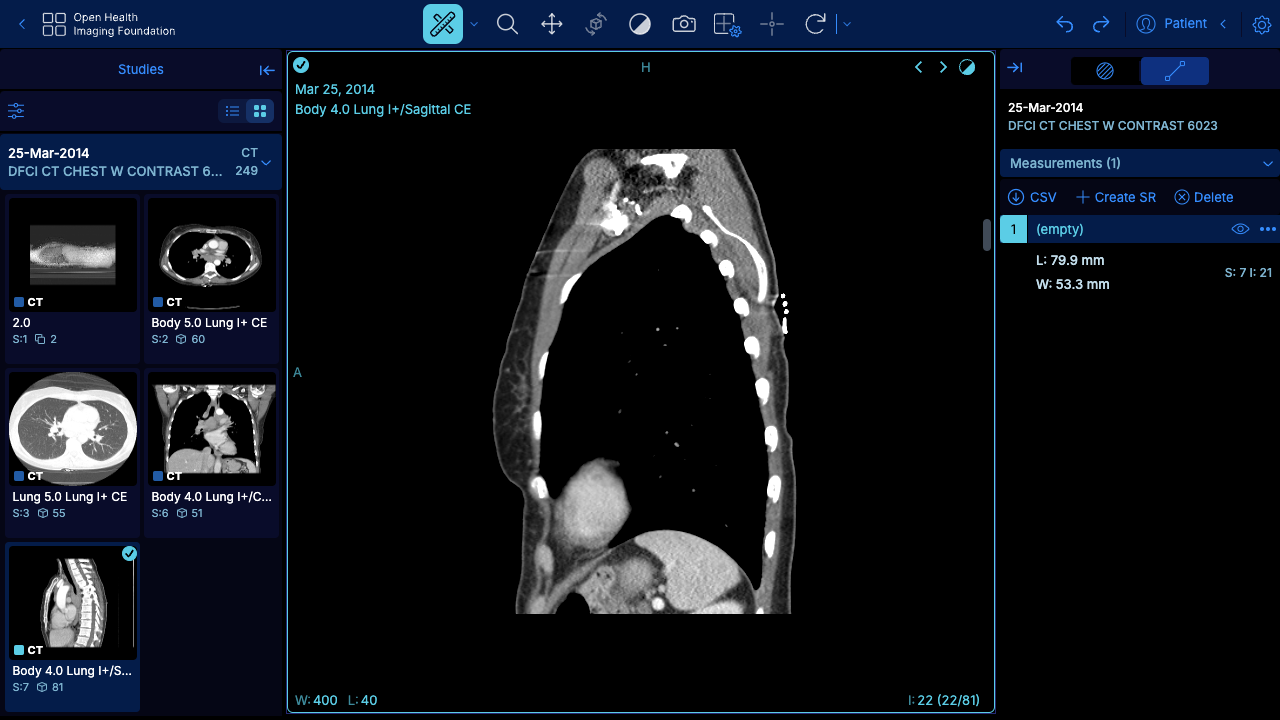 Open Health
Imaging Foundation
Patient
Studies
25-Mar-2014
CT
DFCI CT CHEST W CONTRAST 6...
249
CT
2.0
S:1 2
CT
Body 5.0 Lung I+ CE
S:2 60
CT
Lung 5.0 Lung I+ CE
S:3 55
CT
Body 4.0 Lung I+/C...
S:6 51
CT
Body 4.0 Lung I+/S...
S:7 81
H
Mar 25, 2014
Body 4.0 Lung I+/Sagittal CE
A
W: 400 L: 40
I: 22 (22/81)
25-Mar-2014
DFCI CT CHEST W CONTRAST 6023
Measurements (1)
CSV
Create SR
Delete
1
(empty)
L: 79.9 mm
W: 53.3 mm
S: 7 I: 21